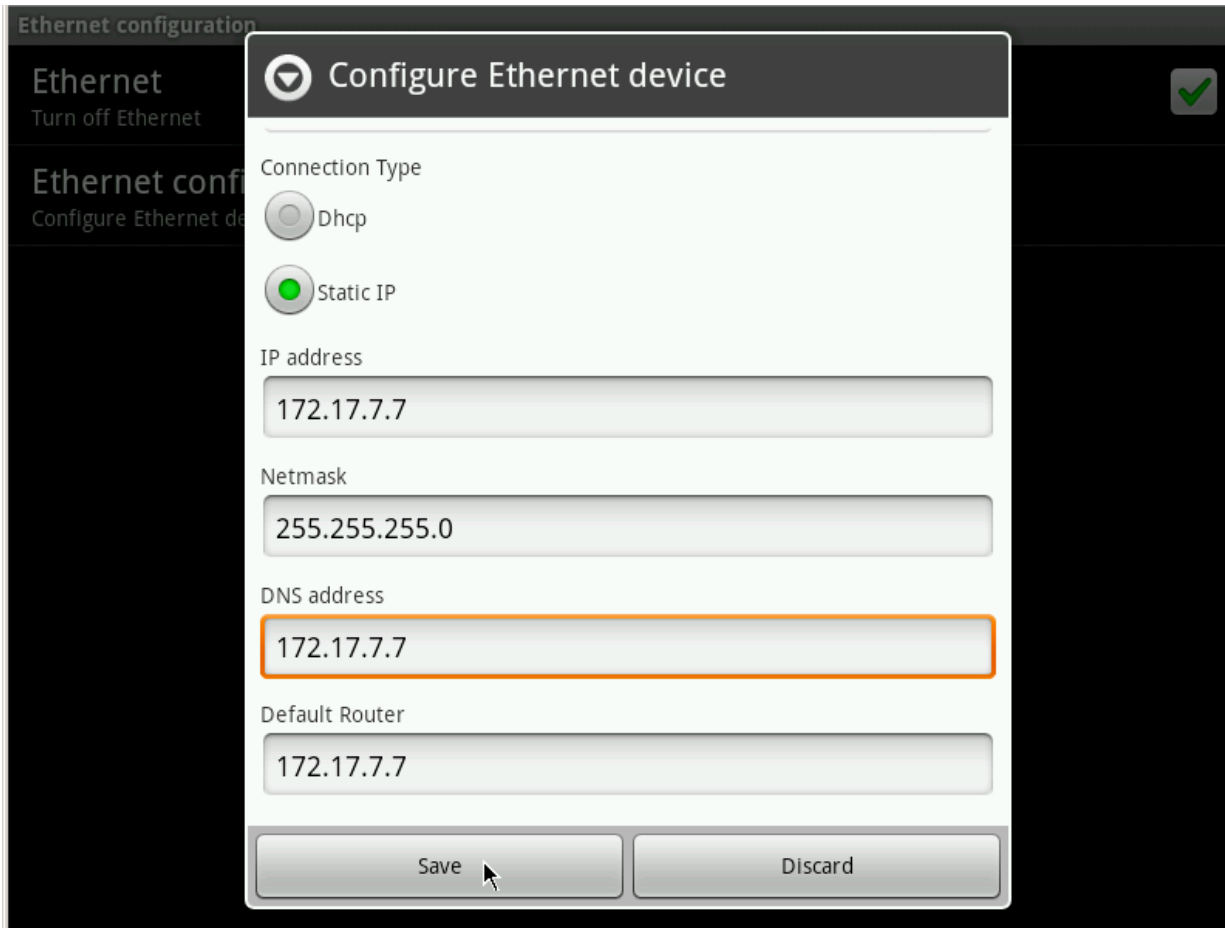 Ethernet configuration
Configure Ethernet device
Ethernet
Turn off Ethernet
Ethernet confi
Configure Ethernet de
Connection Type
Dhcp
Static IP
IP address
172.17.7.7
Netmask
255.255.255.0
DNS address
172.17.7.7
Default Router
172.17.7.7
Save
Discard